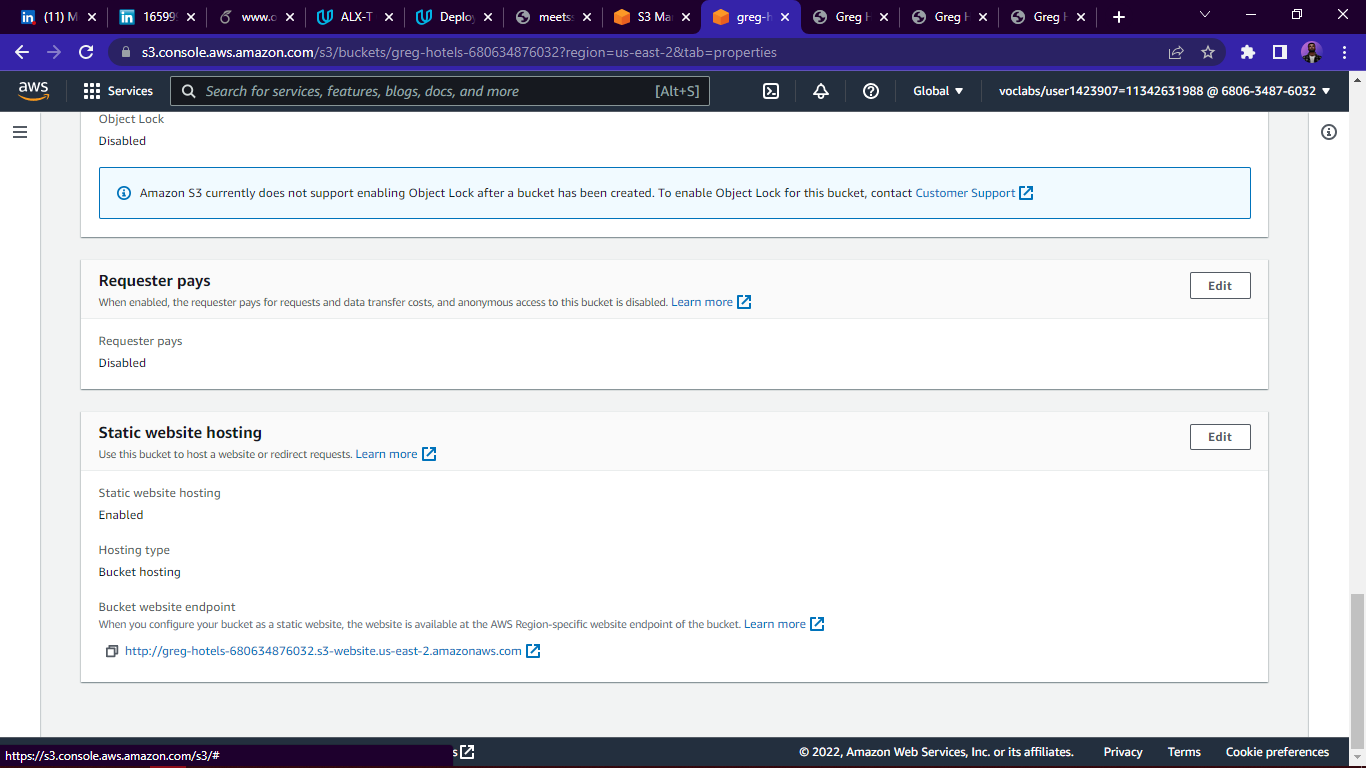 (11) M
16599
www.c
ALX-T
Deploy
meets
S3 Ma
greg-h
Greg H
Greg H
Greg H
s3.console.aws.amazon.com/s3/buckets/greg-hotels-680634876032?region=us-east-2&tab=properties
aws
Services
Search for services, features, blogs, docs, and more
[Alt+S]
Global
voclabs/user1423907=11342631988 @ 6806-3487-6032
Object Lock
Disabled
Amazon S3 currently does not support enabling Object Lock after a bucket has been created. To enable Object Lock for this bucket, contact Customer Support
Requester pays
Edit
When enabled, the requester pays for requests and data transfer costs, and anonymous access to this bucket is disabled. Learn more
Requester pays
Disabled
Static website hosting
Edit
Use this bucket to host a website or redirect requests. Learn more
Static website hosting
Enabled
Hosting type
Bucket hosting
Bucket website endpoint
When you configure your bucket as a static website, the website is available at the AWS Region-specific website endpoint of the bucket. Learn more
http://greg-hotels-680634876032.s3-website.us-east-2.amazonaws.com
https://s3.console.aws.amazon.com/s3/#
s
© 2022, Amazon Web Services, Inc. or its affiliates.
Privacy
Terms
Cookie preferences